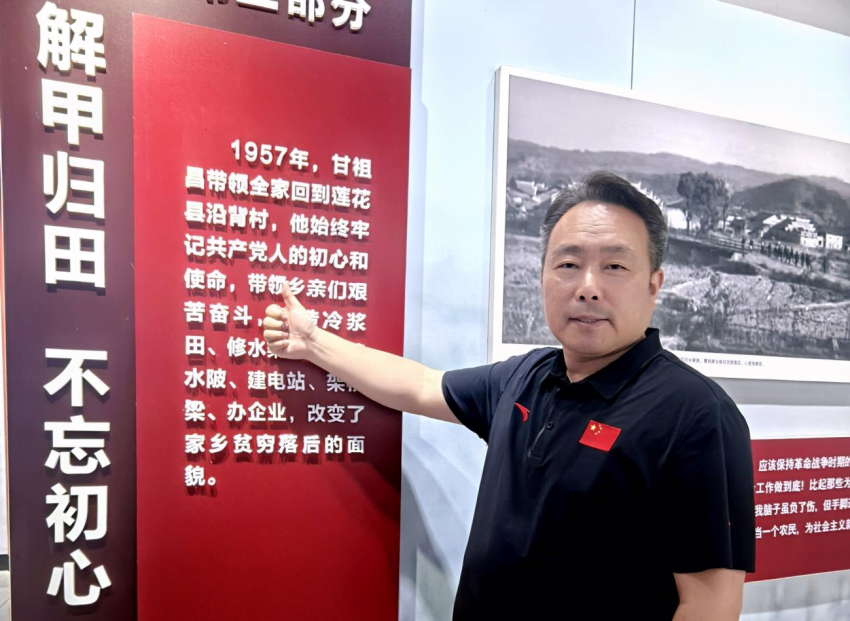 部分
解甲归田 不忘初心
1957年，甘祖
昌带领全家回到莲花
县沿背村，他始终牢
记共产党人的初心和
使命，带领乡亲们艰
苦奋斗，
冷浆
田、修水
水陂、建电站、架
梁、办企业，改变了
家乡贫穷落后的面
貌。
应该保持革命战争时期的
工作做到底！比起那些为
我脑子虽负了伤，但手脚
当一个农民，为社会主义